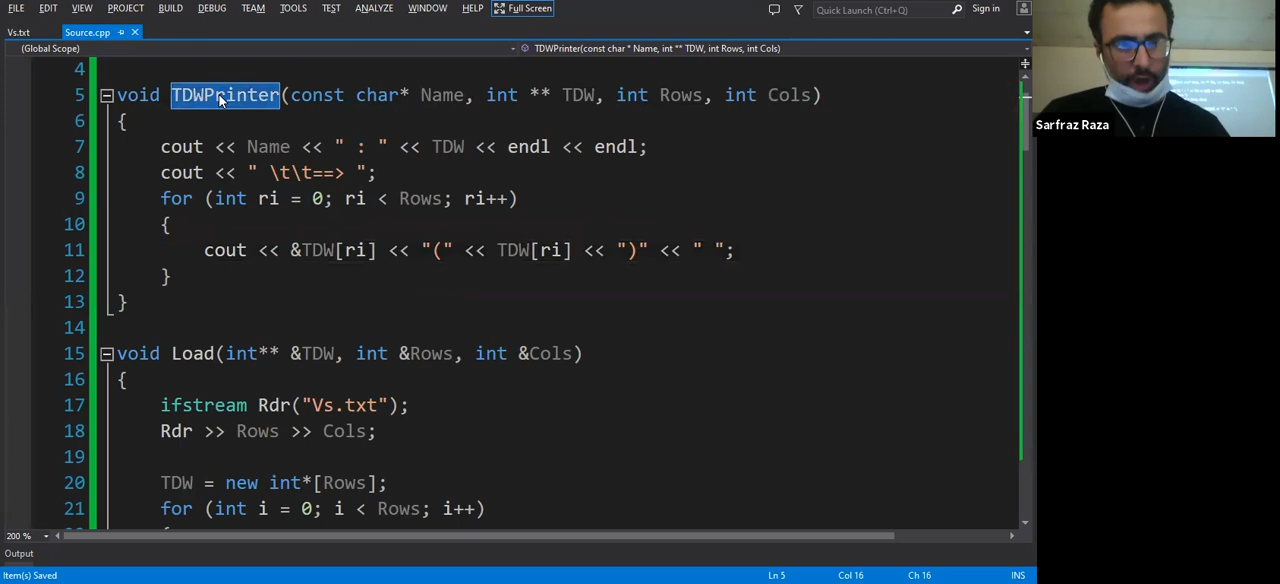 FILE EDIT VIEW PROJECT BUILD DEBUG TEAM TOOLS TEST ANALYZE WINDOW HELP Full Screen Quick Launch (Ctrl+Q) Sign in
Vs.txt Source.cpp
(Global Scope) TDWPrinter(const char * Name, int ** TDW, int Rows, int Cols)
4
5 void TDWPrinter(const char* Name, int ** TDW, int Rows, int Cols)
6 {
7 cout << Name << " : " << TDW << endl << endl;
8 cout << " \t\t==> ";
9 for (int ri = 0; ri < Rows; ri++)
10 {
11 cout << &TDW[ri] << "(" << TDW[ri] << ")" << " ";
12 }
13 }
14
15 void Load(int** &TDW, int &Rows, int &Cols)
16 {
17 ifstream Rdr("Vs.txt");
18 Rdr >> Rows >> Cols;
19
20 TDW = new int*[Rows];
21 for (int i = 0; i < Rows; i++)
200 %
Output
Item(s) Saved Ln 5 Col 16 Ch 16 INS
Sarfraz Raza